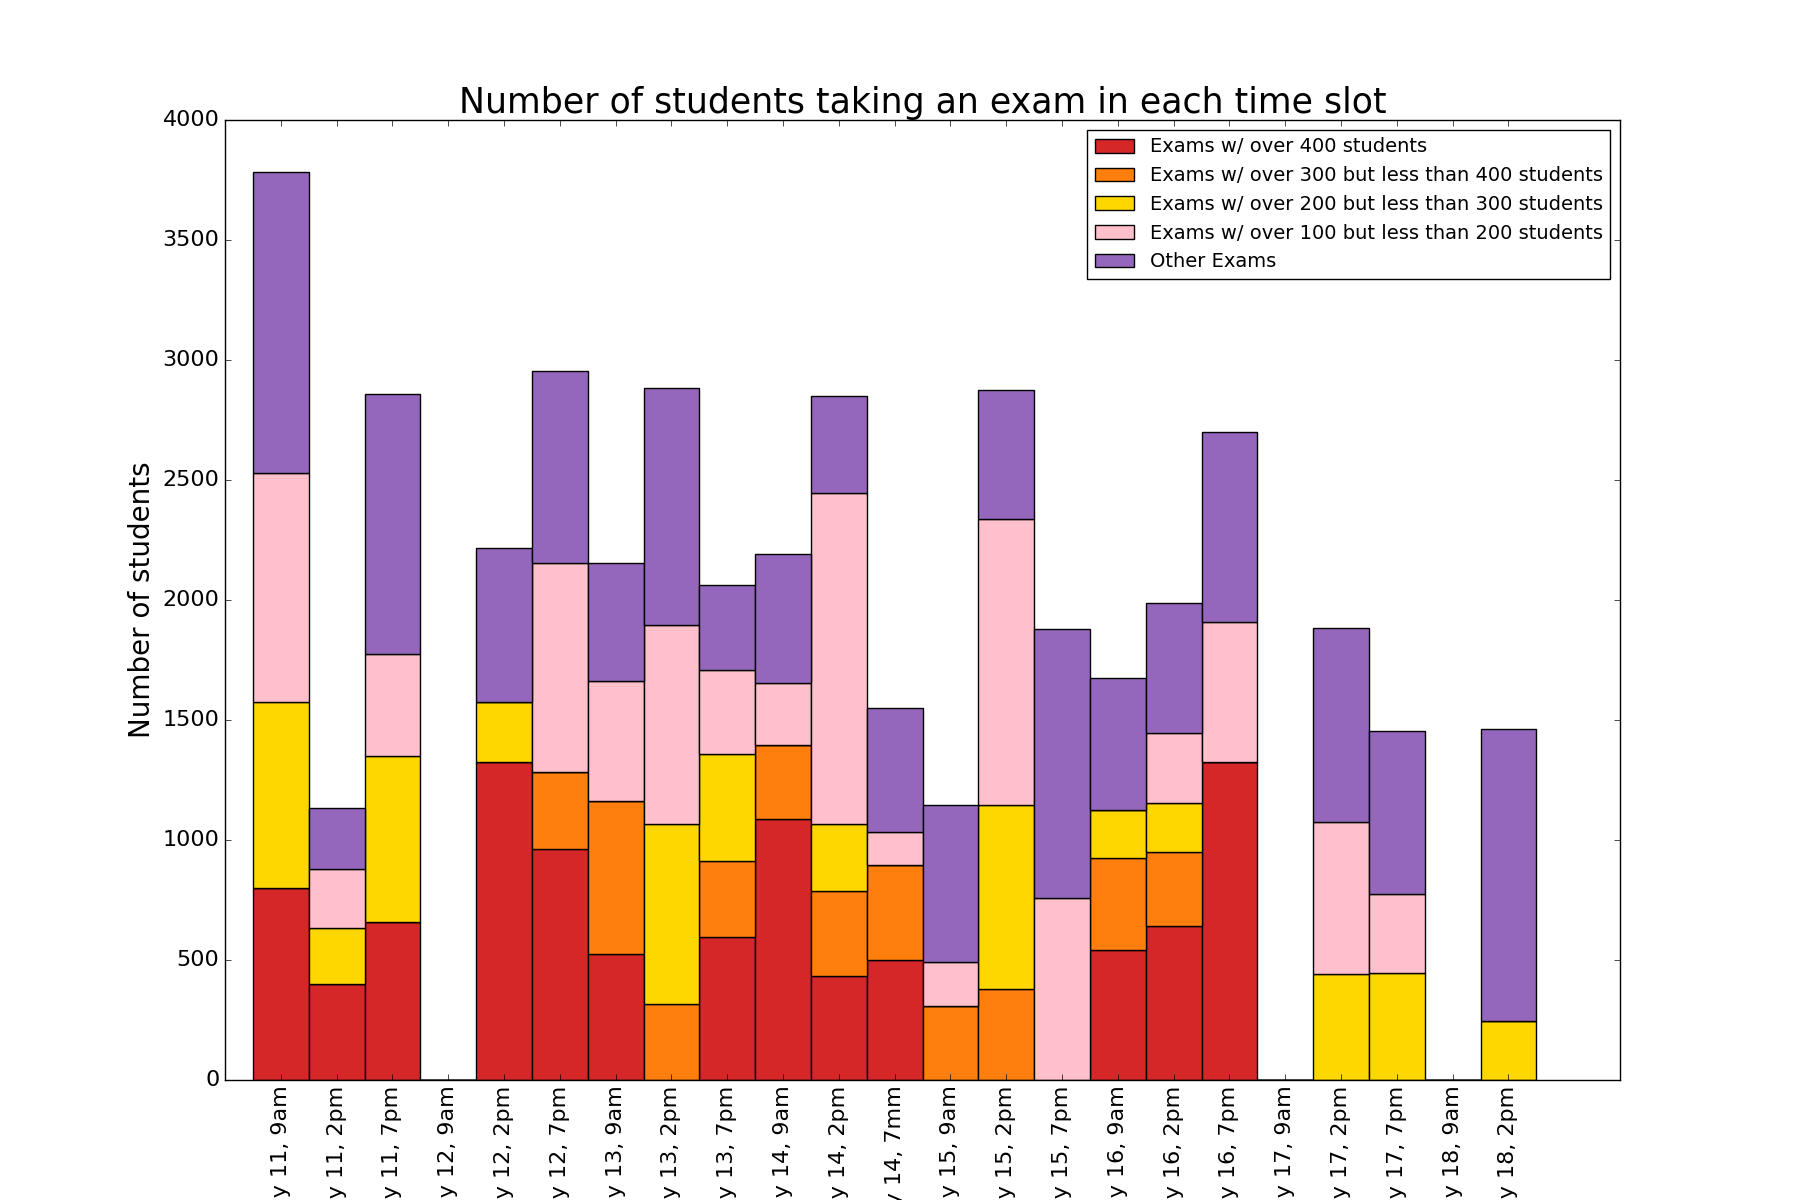 Number of students taking an exam in each time slot
4000
3500
3000
2500
2000
1500
1000
500
0
Number of students
Exams w/ over 400 students
Exams w/ over 300 but less than 400 students
Exams w/ over 200 but less than 300 students
Exams w/ over 100 but less than 200 students
Other Exams
y 11, 9am
y 11, 2pm
y 11, 7pm
y 12, 9am
y 12, 2pm
y 12, 7pm
y 13, 9am
y 13, 2pm
y 13, 7pm
y 14, 9am
y 14, 2pm
y 14, 7mm
y 15, 9am
y 15, 2pm
y 15, 7pm
y 16, 9am
y 16, 2pm
y 16, 7pm
y 17, 9am
y 17, 2pm
y 17, 7pm
y 18, 9am
y 18, 2pm